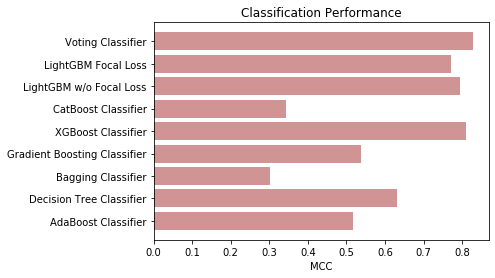 Classification Performance
Voting Classifier
LightGBM Focal Loss
LightGBM w/o Focal Loss
CatBoost Classifier
XGBoost Classifier
Gradient Boosting Classifier
Bagging Classifier
Decision Tree Classifier
AdaBoost Classifier
0.0 0.1 0.2 0.3 0.4 0.5 0.6 0.7 0.8
MCC